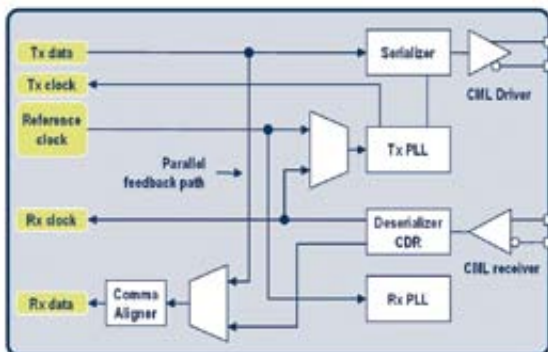 Tx data
Serializer
Tx clock
CML Driver
Reference
clock
Tx PLL
Parallel
feedback path
Rx clock
Deserializer
CDR
CML receiver
Rx data
Comma
Aligner
Rx PLL